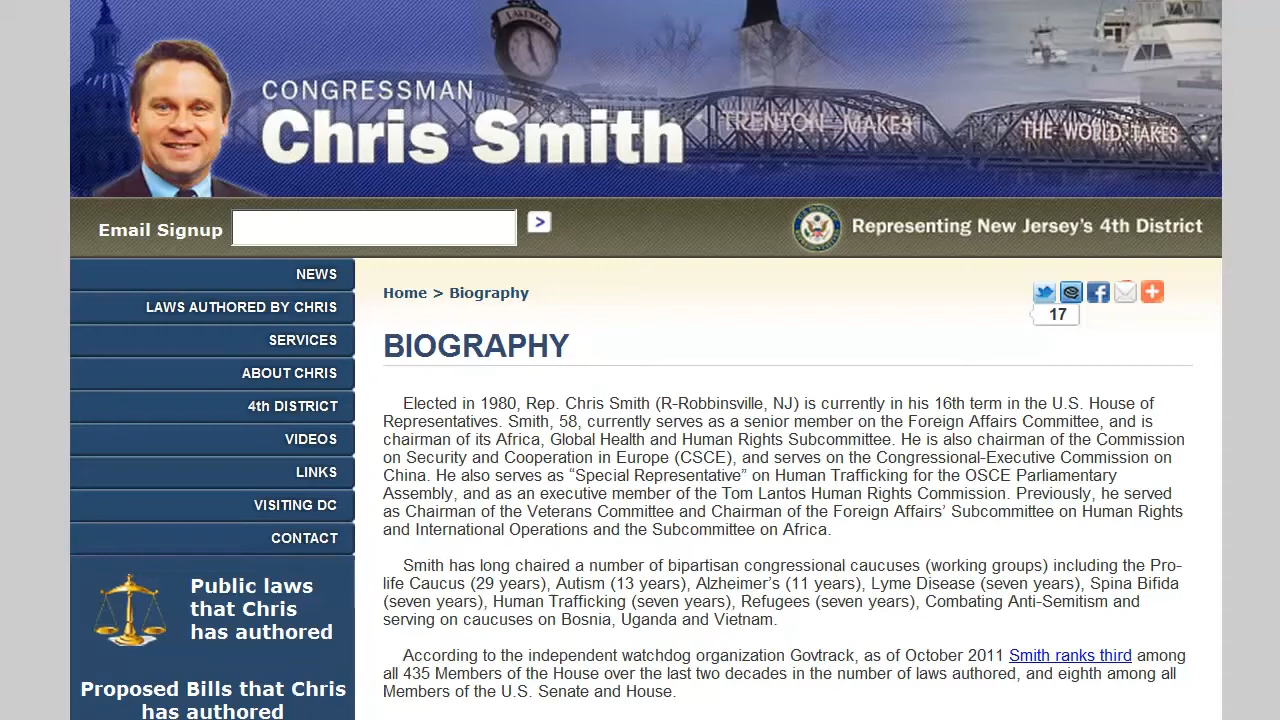 LAKEWOOD
CONGRESSMAN
Chris Smith
TRENTON MAKES
THE WORLD TAKES
Email Signup
>
Representing New Jersey's 4th District
NEWS
LAWS AUTHORED BY CHRIS
SERVICES
ABOUT CHRIS
4th DISTRICT
VIDEOS
LINKS
VISITING DC
CONTACT
Public laws
that Chris
has authored
Proposed Bills that Chris
has authored
Home > Biography
17
BIOGRAPHY
Elected in 1980, Rep. Chris Smith (R-Robbinsville, NJ) is currently in his 16th term in the U.S. House of
Representatives. Smith, 58, currently serves as a senior member on the Foreign Affairs Committee, and is
chairman of its Africa, Global Health and Human Rights Subcommittee. He is also chairman of the Commission
on Security and Cooperation in Europe (CSCE), and serves on the Congressional-Executive Commission on
China. He also serves as “Special Representative” on Human Trafficking for the OSCE Parliamentary
Assembly, and as an executive member of the Tom Lantos Human Rights Commission. Previously, he served
as Chairman of the Veterans Committee and Chairman of the Foreign Affairs’ Subcommittee on Human Rights
and International Operations and the Subcommittee on Africa.
Smith has long chaired a number of bipartisan congressional caucuses (working groups) including the Pro-
life Caucus (29 years), Autism (13 years), Alzheimer’s (11 years), Lyme Disease (seven years), Spina Bifida
(seven years), Human Trafficking (seven years), Refugees (seven years), Combating Anti-Semitism and
serving on caucuses on Bosnia, Uganda and Vietnam.
According to the independent watchdog organization Govtrack, as of October 2011 Smith ranks third among
all 435 Members of the House over the last two decades in the number of laws authored, and eighth among all
Members of the U.S. Senate and House.